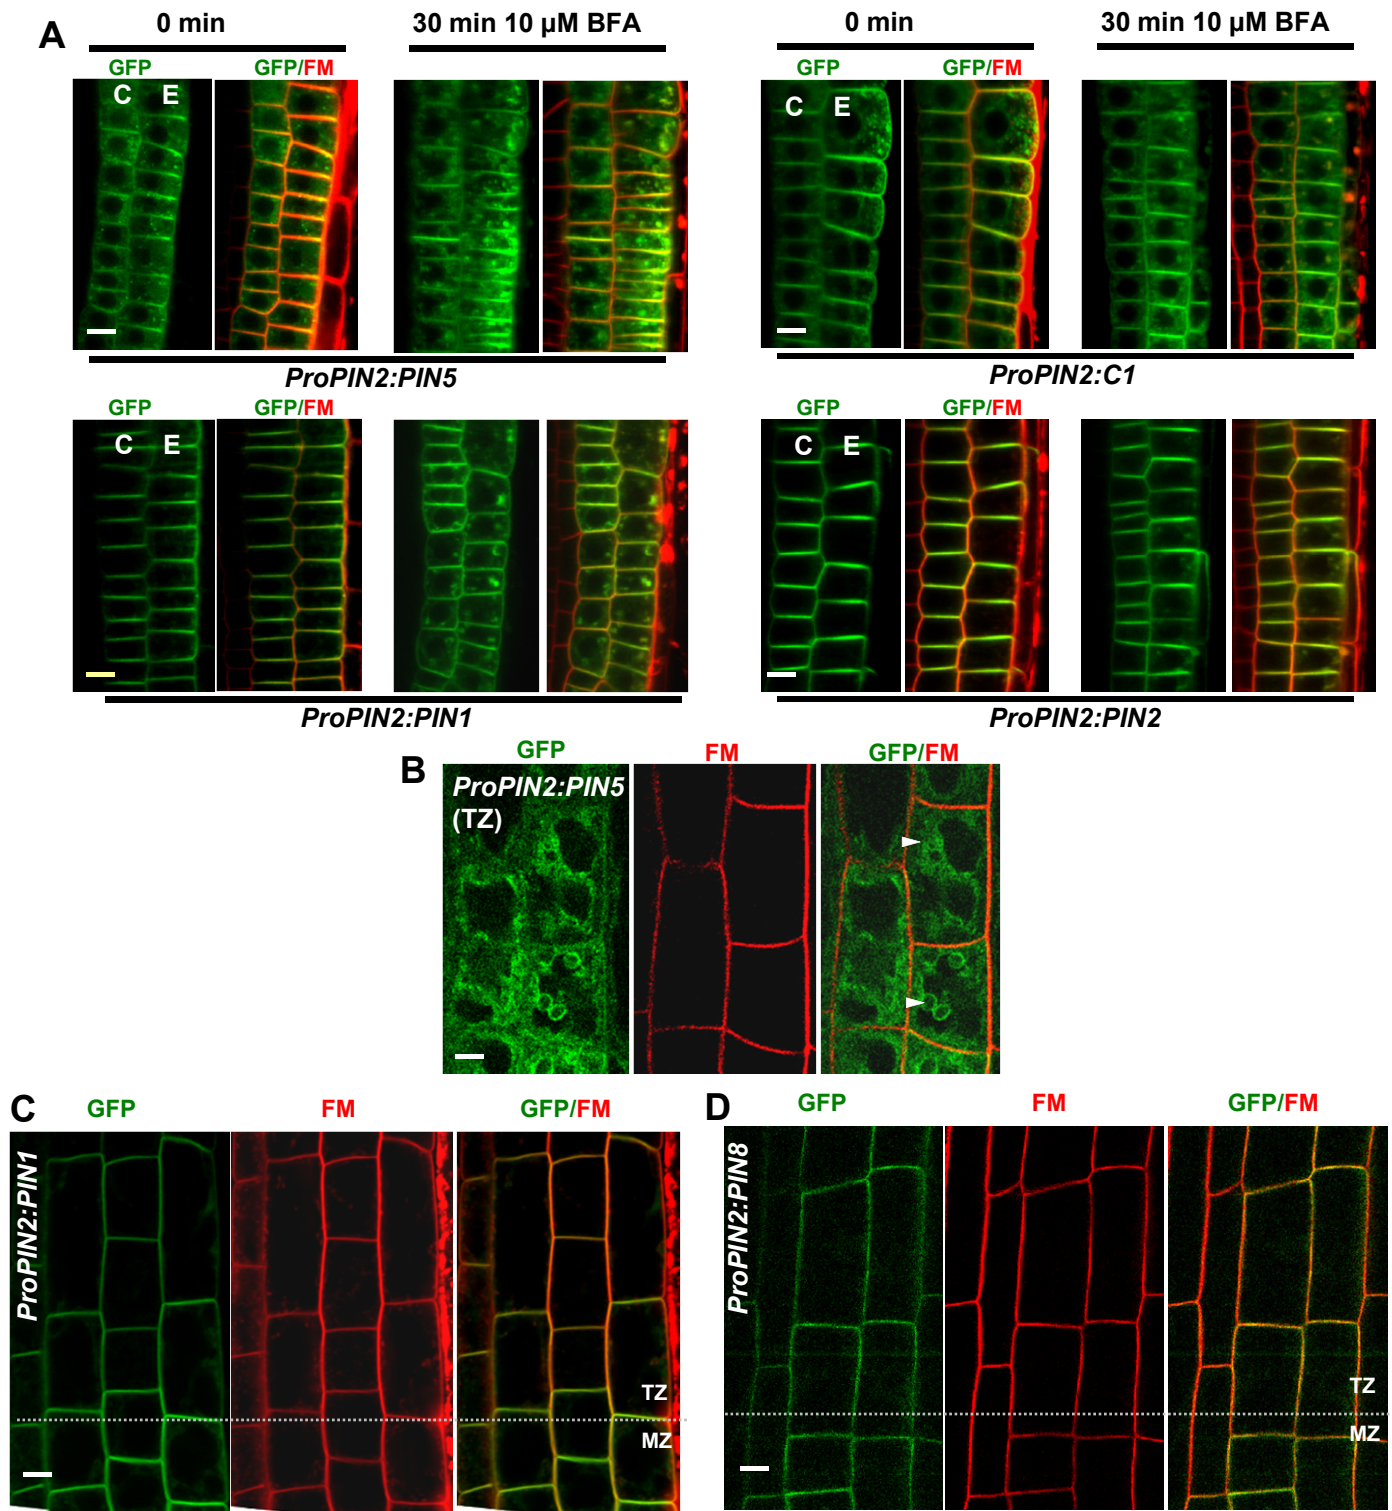 A
0 min
30 min 10 µM BFA
0 min
30 min 10 µM BFA
GFP
GFP/FM
GFP
GFP/FM
C E
C E
ProPIN2:PIN5
ProPIN2:C1
GFP
GFP/FM
GFP
GFP/FM
C E
C E
ProPIN2:PIN1
ProPIN2:PIN2
B
GFP
FM
GFP/FM
ProPIN2:PIN5
(TZ)
C
GFP
FM
GFP/FM
ProPIN2:PIN1
TZ
MZ
D
GFP
FM
GFP/FM
ProPIN2:PIN8
TZ
MZ